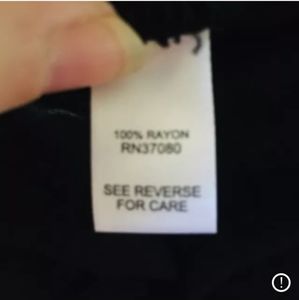 100% RAYON
RN37080
SEE REVERSE
FOR CARE